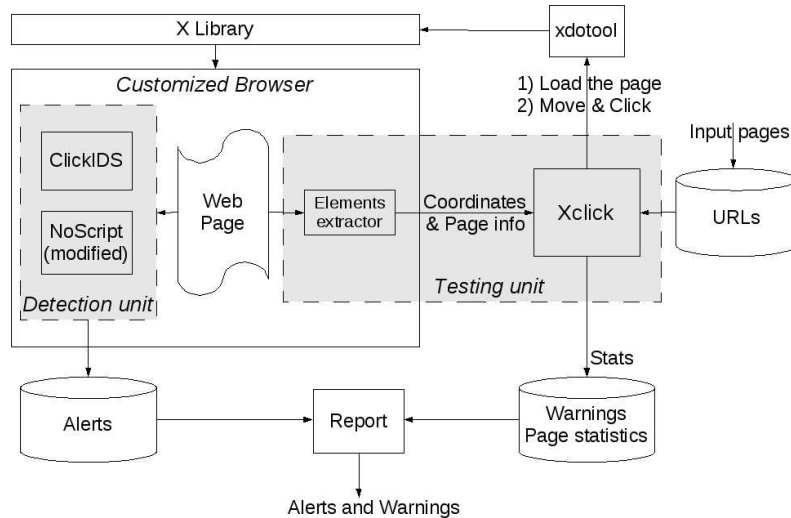 X Library
xdotool
Customized Browser
1) Load the page
2) Move & Click
Input pages
ClickIDS
NoScript
(modified)
Detection unit
Web
Page
Elements
extractor
Coordinates
& Page info
Xclick
Testing unit
URLs
Stats
Alerts
Report
Warnings
Page statistics
Alerts and Warnings